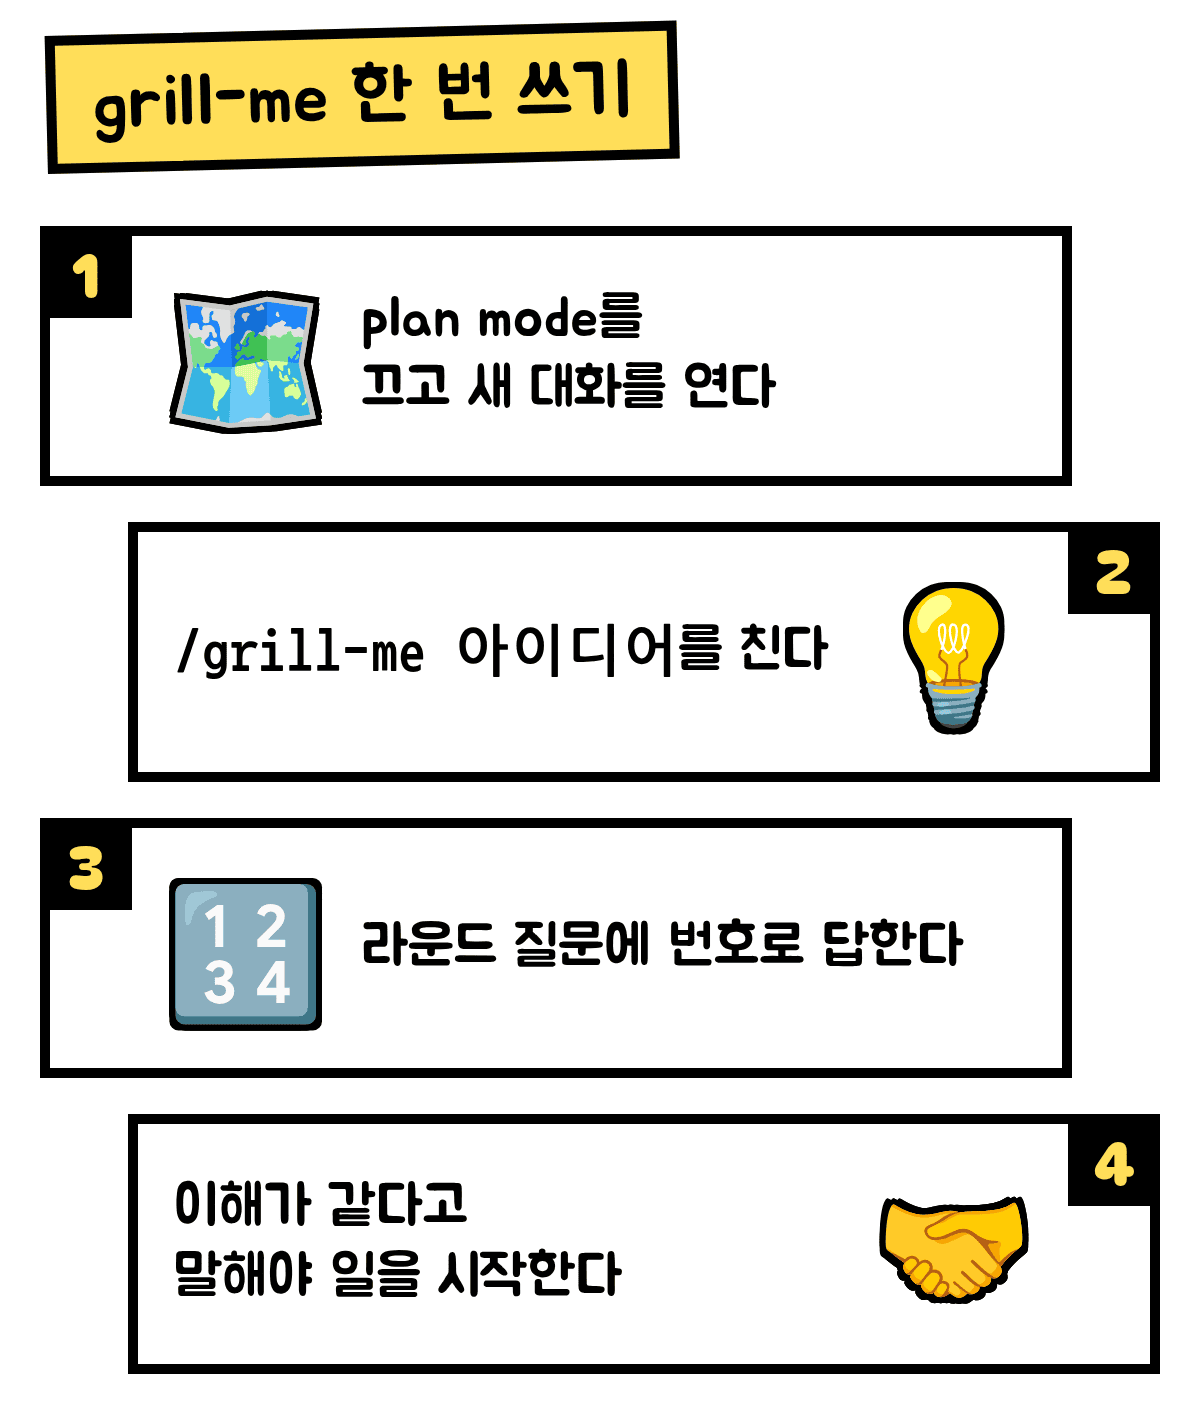 grill-me 한 번 쓰기
1
plan mode를
끄고 새 대화를 연다
2
/grill-me 아이디어를 친다
3
1 2
3 4
라운드 질문에 번호로 답한다
4
이해가 같다고
말해야 일을 시작한다